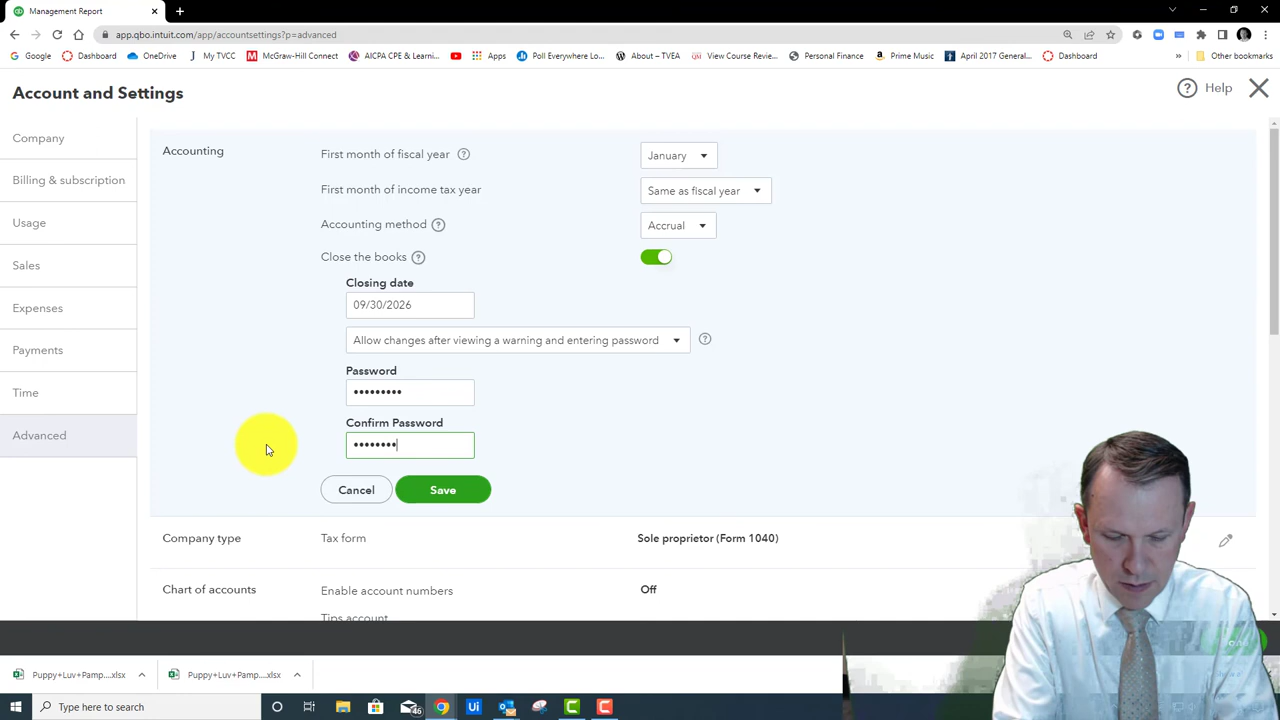 Management Report
app.qbo.intuit.com/app/accountsettings?p=advanced
Google
Dashboard
OneDrive
My TVCC
McGraw-Hill Connect
AICPA CPE & Learni...
Apps
Poll Everywhere Lo...
About – TVEA
View Course Review...
Personal Finance
Prime Music
April 2017 General...
Dashboard
»
Other bookmarks
Account and Settings
Help
Company
Billing & subscription
Usage
Sales
Expenses
Payments
Time
Advanced
Accounting
First month of fiscal year
January
First month of income tax year
Same as fiscal year
Accounting method
Accrual
Close the books
Closing date
09/30/2026
Allow changes after viewing a warning and entering password
Password
•••••••••
Confirm Password
••••••••
Cancel
Save
Company type
Tax form
Sole proprietor (Form 1040)
Chart of accounts
Enable account numbers
Off
Tips account
Puppy+Luv+Pamp....xlsx
Puppy+Luv+Pamp....xlsx
Type here to search
46
Ui